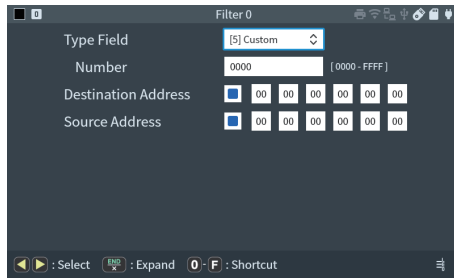 0 Filter 0
Type Field [5] Custom
Number 0000 [ 0000 - FFFF ]
Destination Address 00 00 00 00 00 00
Source Address 00 00 00 00 00 00
: Select END X : Expand 0 - F : Shortcut